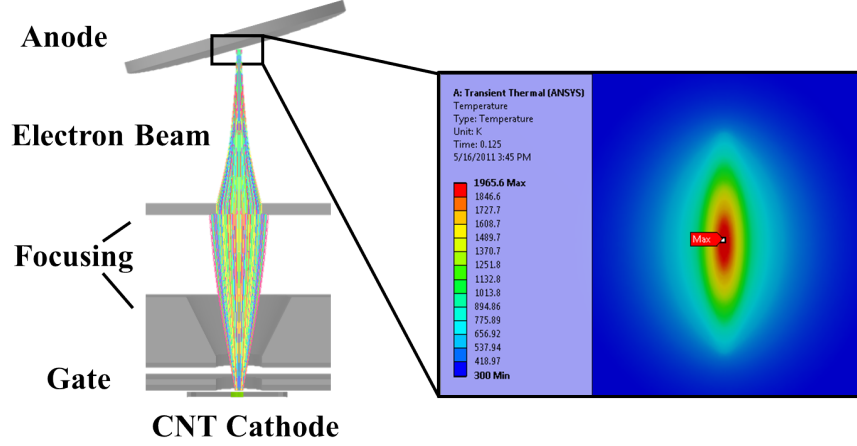 Anode
Electron Beam
Focusing
Gate
CNT Cathode
A: Transient Thermal (ANSYS)
Temperature
Type: Temperature
Unit: K
Time: 0.125
5/16/2011 3:45 PM
1965.6 Max
1846.6
1727.7
1608.7
1489.7
1370.7
1251.8
1132.8
1013.8
894.86
775.89
656.92
537.94
418.97
300 Min
Max